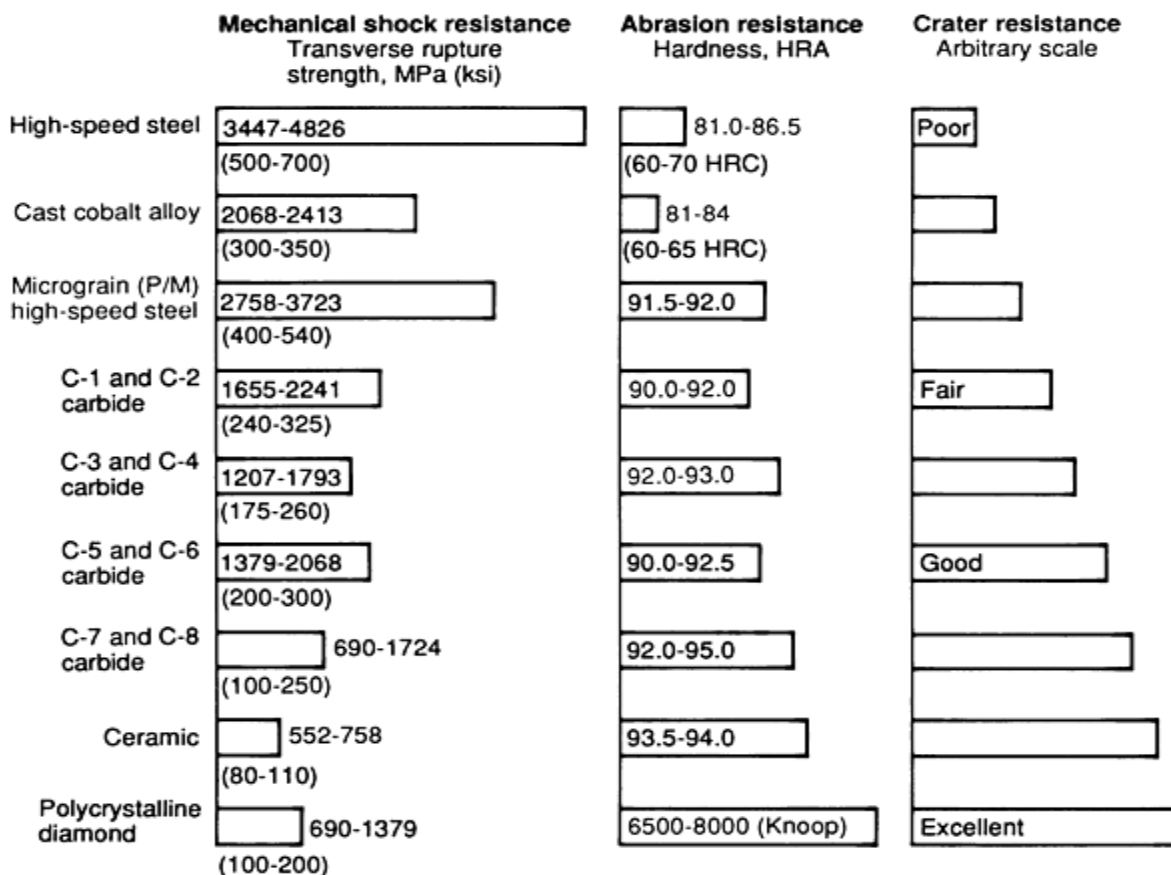 Mechanical shock resistance
Transverse rupture
strength, MPa (ksi)
Abrasion resistance
Hardness, HRA
Crater resistance
Arbitrary scale
High-speed steel
3447-4826
(500-700)
81.0-86.5
(60-70 HRC)
Poor
Cast cobalt alloy
2068-2413
(300-350)
81-84
(60-65 HRC)
Micrograin (P/M)
high-speed steel
2758-3723
(400-540)
91.5-92.0
C-1 and C-2
carbide
1655-2241
(240-325)
90.0-92.0
Fair
C-3 and C-4
carbide
1207-1793
(175-260)
92.0-93.0
C-5 and C-6
carbide
1379-2068
(200-300)
90.0-92.5
Good
C-7 and C-8
carbide
690-1724
(100-250)
92.0-95.0
Ceramic
552-758
(80-110)
93.5-94.0
Polycrystalline
diamond
690-1379
(100-200)
6500-8000 (Knoop)
Excellent